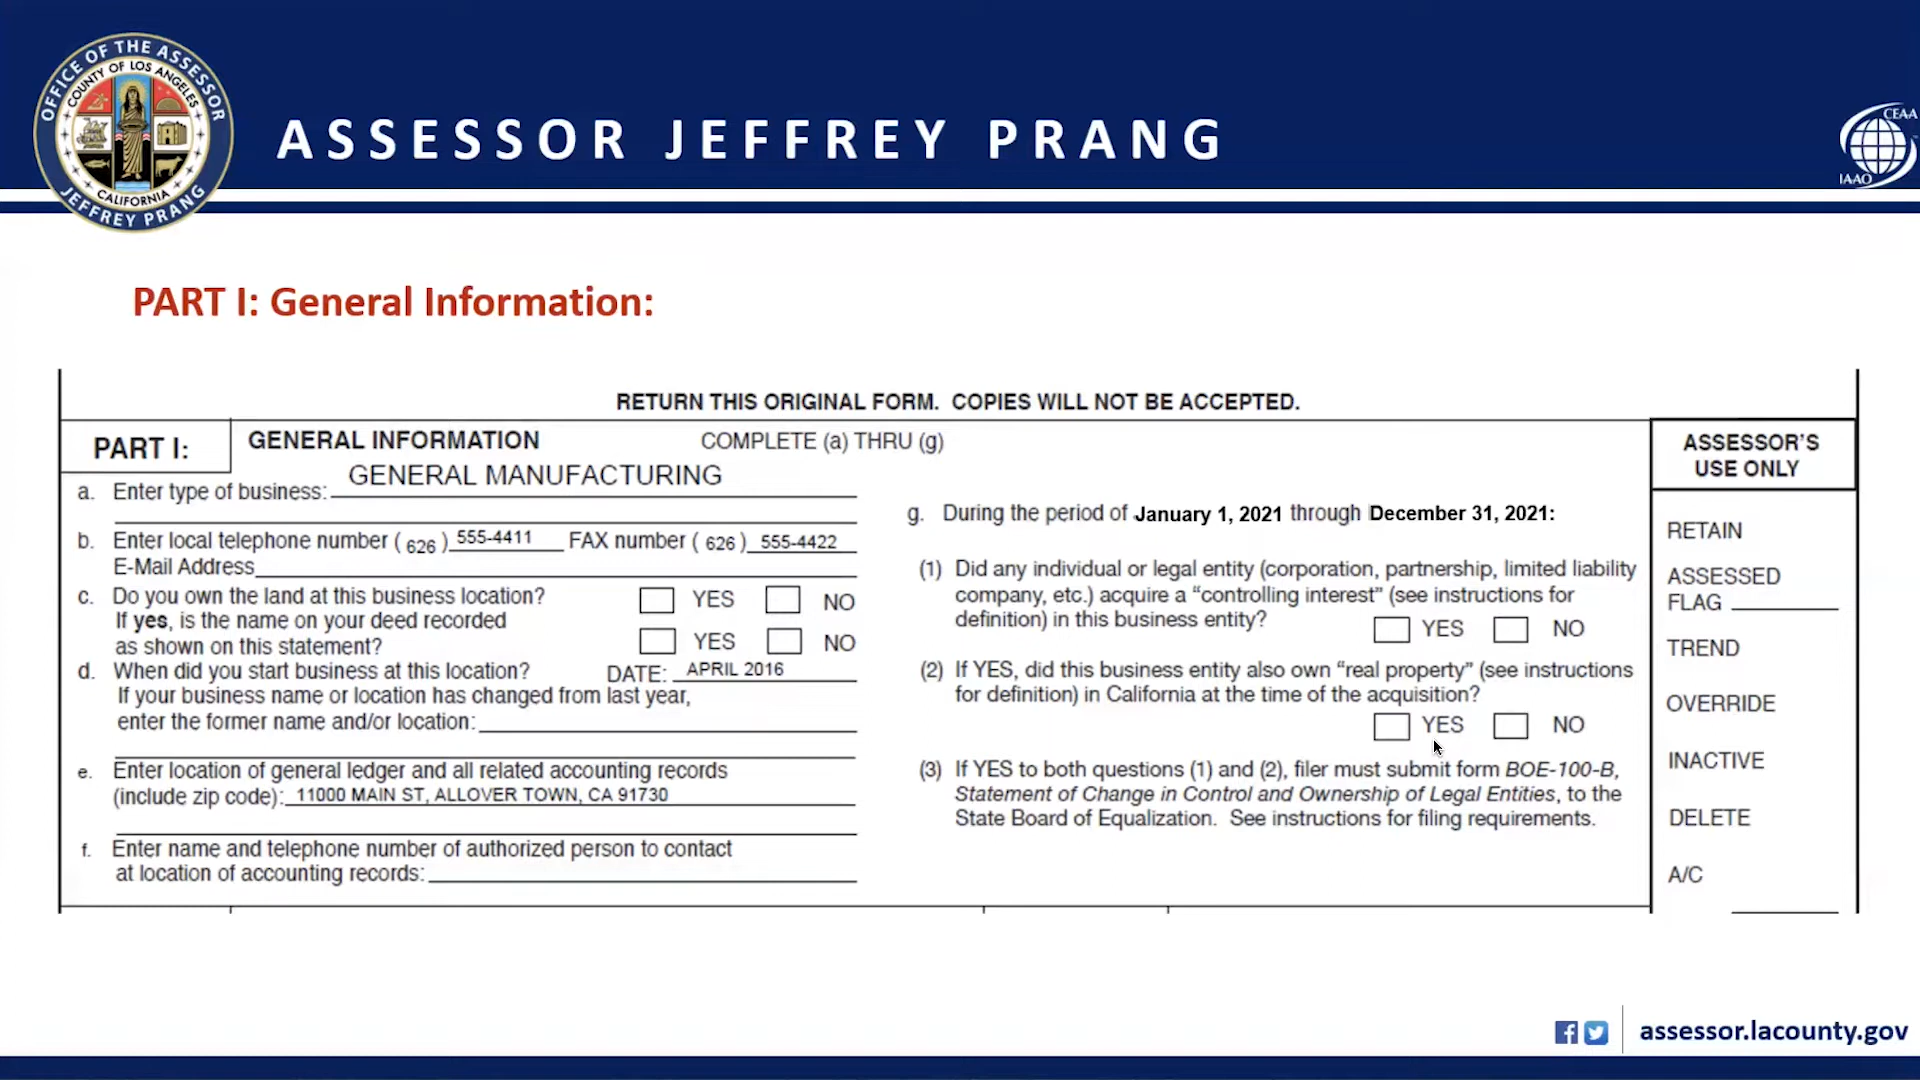 OFFICE OF THE ASSESSOR
COUNTY OF LOS ANGELES
CALIFORNIA
JEFFREY PRANG
ASSESSOR JEFFREY PRANG
CEAA
IAAO
PART I: General Information:
RETURN THIS ORIGINAL FORM. COPIES WILL NOT BE ACCEPTED.
PART I:
GENERAL INFORMATION COMPLETE (a) THRU (g)
GENERAL MANUFACTURING
a. Enter type of business:
b. Enter local telephone number ( 626 ) 555-4411 FAX number ( 626 ) 555-4422
E-Mail Address
c. Do you own the land at this business location? YES NO
If yes, is the name on your deed recorded
as shown on this statement? YES NO
d. When did you start business at this location? DATE: APRIL 2016
If your business name or location has changed from last year,
enter the former name and/or location:
e. Enter location of general ledger and all related accounting records
(include zip code): 11000 MAIN ST, ALLOVER TOWN, CA 91730
f. Enter name and telephone number of authorized person to contact
at location of accounting records:
g. During the period of January 1, 2021 through December 31, 2021:
(1) Did any individual or legal entity (corporation, partnership, limited liability
company, etc.) acquire a “controlling interest” (see instructions for
definition) in this business entity? YES NO
(2) If YES, did this business entity also own “real property” (see instructions
for definition) in California at the time of the acquisition?
YES NO
(3) If YES to both questions (1) and (2), filer must submit form BOE-100-B,
Statement of Change in Control and Ownership of Legal Entities, to the
State Board of Equalization. See instructions for filing requirements.
ASSESSOR'S
USE ONLY
RETAIN
ASSESSED
FLAG
TREND
OVERRIDE
INACTIVE
DELETE
A/C
assessor.lacounty.gov